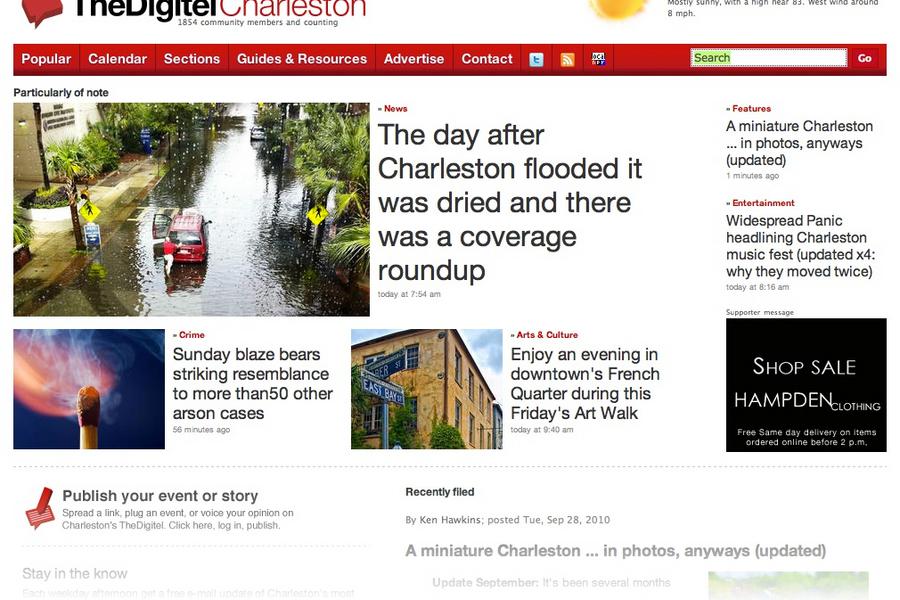 TheDigitelCharleston
1854 community members and counting
Mostly sunny, with a high near 83. West wind around
8 mph.
Popular Calendar Sections Guides & Resources Advertise Contact
Search Go
Particularly of note
» News
The day after
Charleston flooded it
was dried and there
was a coverage
roundup
today at 7:54 am
» Features
A miniature Charleston
... in photos, anyways
(updated)
1 minutes ago
» Entertainment
Widespread Panic
headlining Charleston
music fest (updated x4:
why they moved twice)
today at 8:16 am
Supporter message
SHOP SALE
HAMPDEN CLOTHING
Free Same day delivery on items
ordered online before 2 p.m.
» Crime
Sunday blaze bears
striking resemblance
to more than50 other
arson cases
56 minutes ago
EAST BAY ST
» Arts & Culture
Enjoy an evening in
downtown's French
Quarter during this
Friday's Art Walk
today at 9:40 am
Publish your event or story
Spread a link, plug an event, or voice your opinion on
Charleston's TheDigitel. Click here, log in, publish.
Stay in the know
Each weekday afternoon get a free e-mail update of Charleston's most
Recently filed
By Ken Hawkins; posted Tue, Sep 28, 2010
A miniature Charleston ... in photos, anyways (updated)
Update September: It's been several months